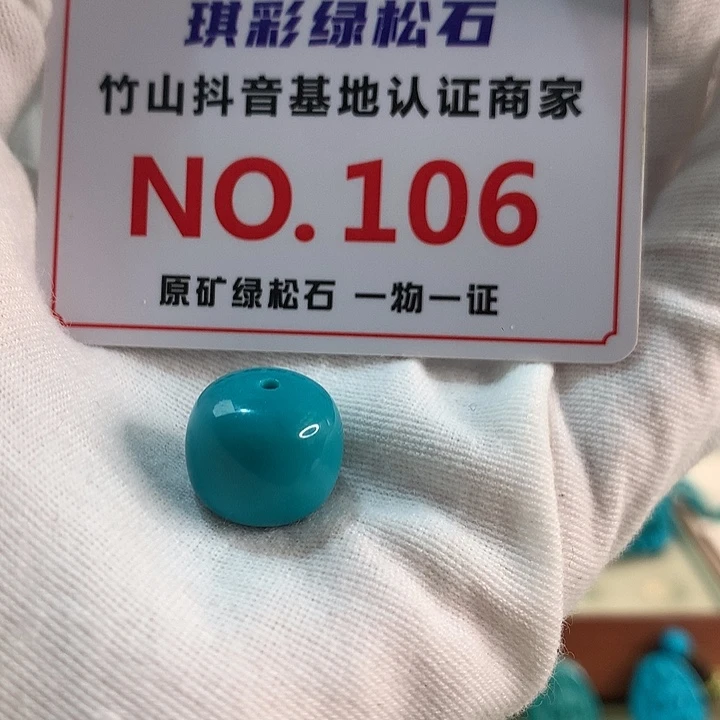 琪彩绿松石
竹山抖音基地认证商家
NO.106
原矿绿松石 一物一证